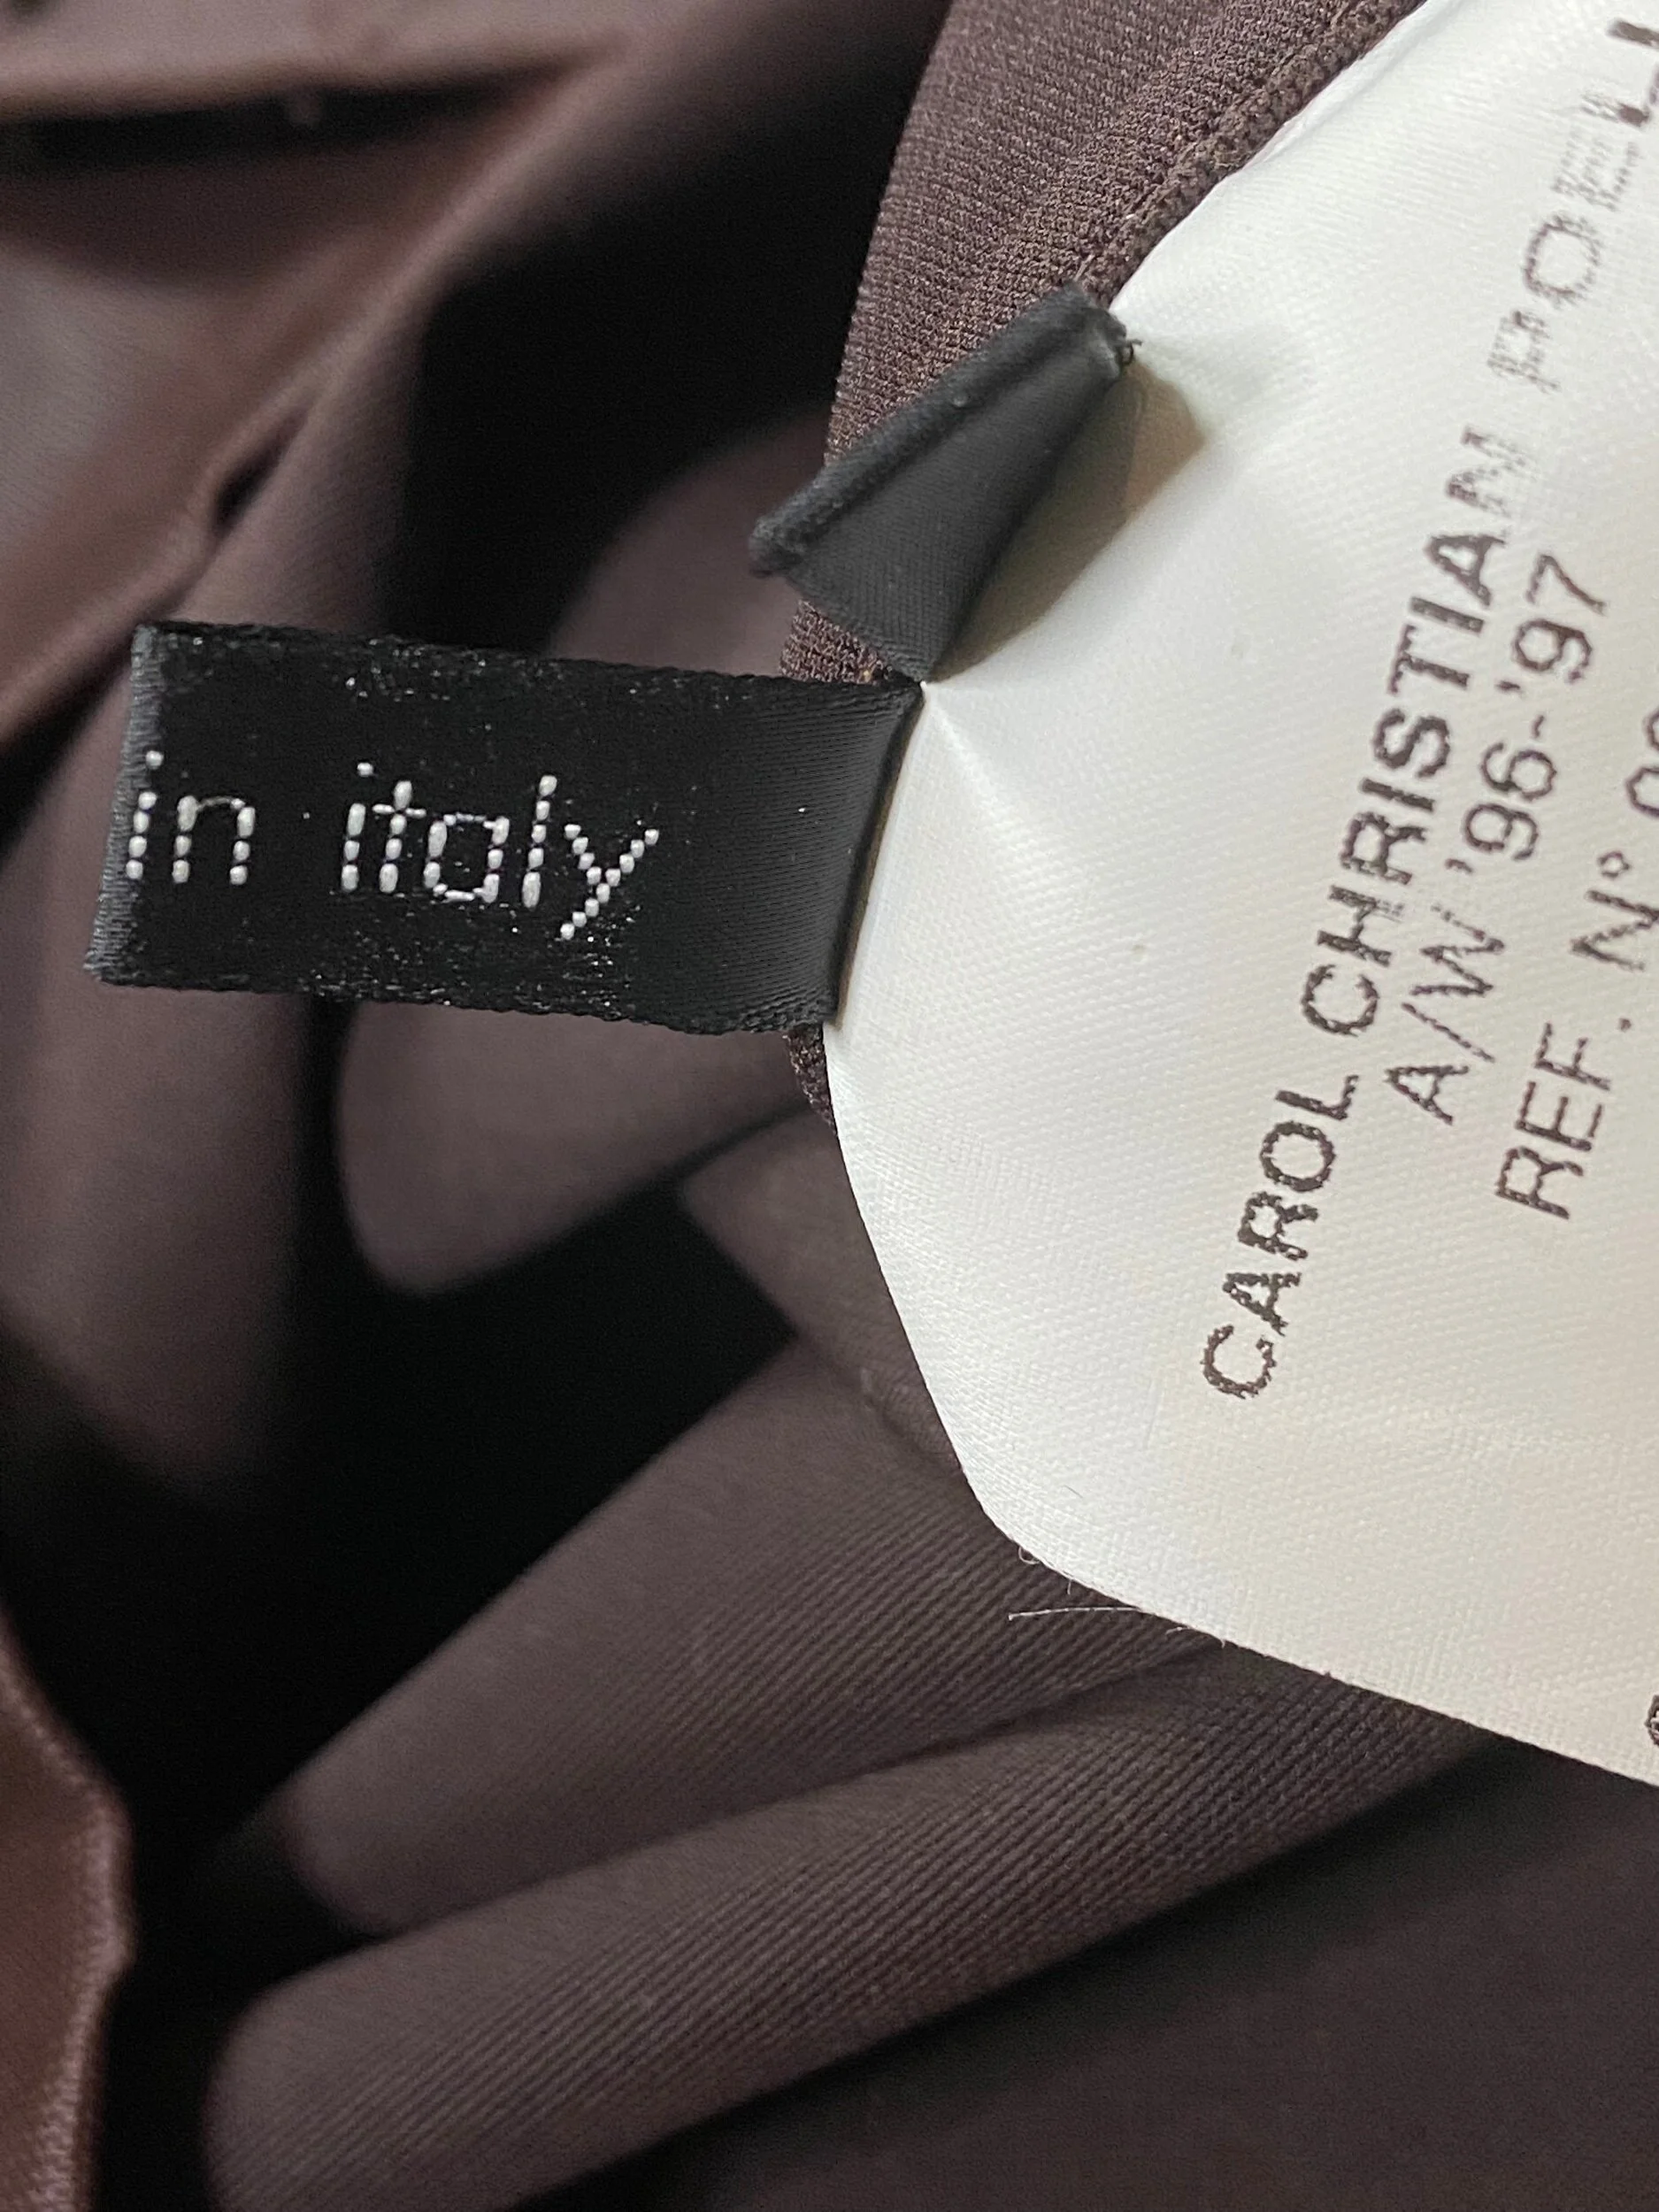 in italy
CAROL CHRISTIAN POELL
A/W '96-'97
REF. N°